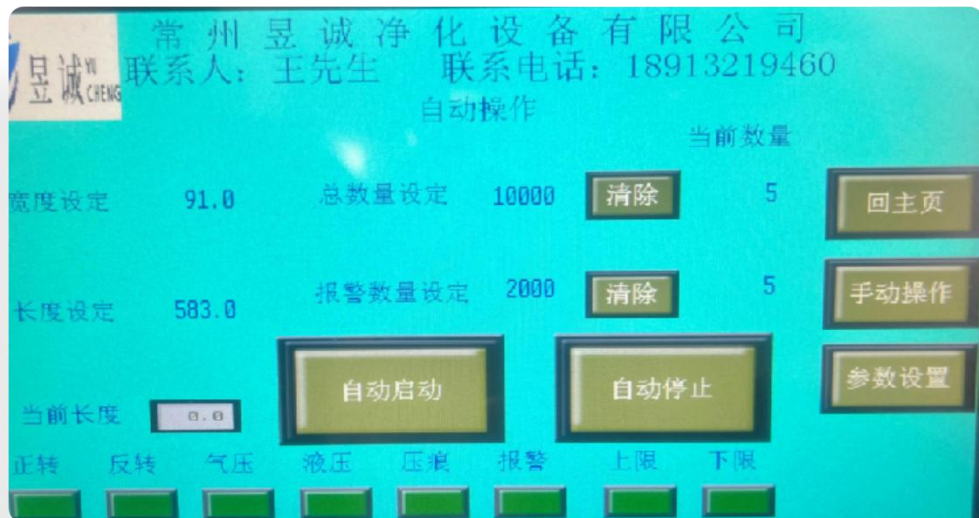 常州昱诚净化设备有限公司
昱诚 YU CHENG
联系人：王先生 联系电话：18913219460
自动操作
当前数量
宽度设定 91.0 总数量设定 10000 清除 5 回主页
长度设定 583.0 报警数量设定 2000 清除 5 手动操作
自动启动 自动停止 参数设置
当前长度 0.0
正转 反转 气压 液压 压痕 报警 上限 下限